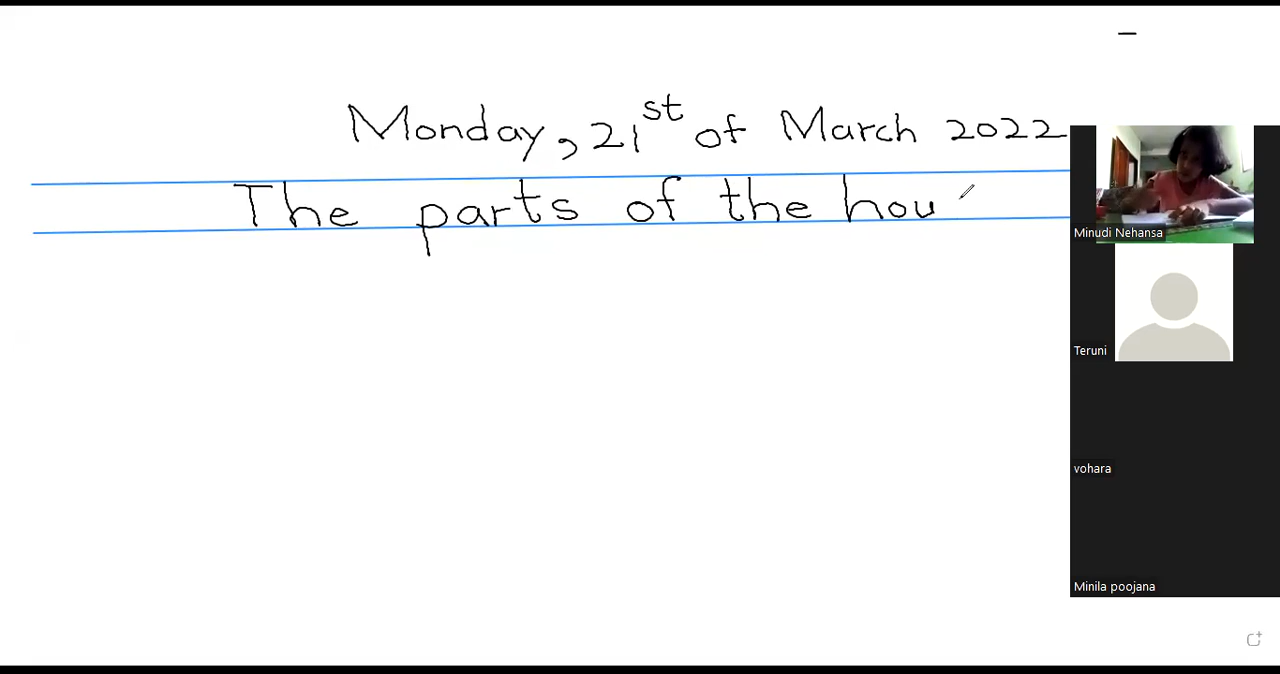 Monday, 21st of March 2022
The parts of the hou
Minudi Nehansa
Teruni
vohara
Minila poojana